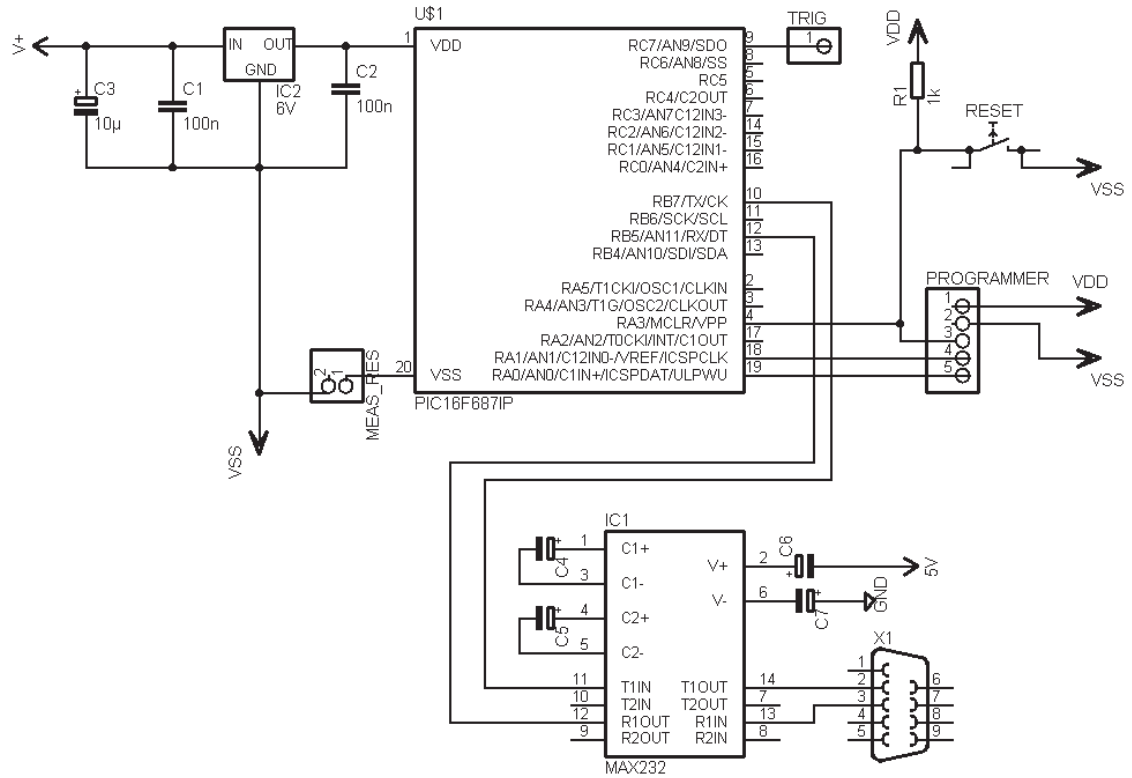 U$1
V+
IN OUT
GND
IC2
6V
C3
+
10µ
C1
100n
C2
100n
1 VDD
RC7/AN9/SDO 9
RC6/AN8/SS 8
RC5 5
RC4/C2OUT 6
RC3/AN7C12IN3- 7
RC2/AN6/C12IN2- 14
RC1/AN5/C12IN1- 15
RC0/AN4/C2IN+ 16
RB7/TX/CK 10
RB6/SCK/SCL 11
RB5/AN11/RX/DT 12
RB4/AN10/SDI/SDA 13
RA5/T1CKI/OSC1/CLKIN 2
RA4/AN3/T1G/OSC2/CLKOUT 3
RA3/MCLR/VPP 4
RA2/AN2/T0CKI/INT/C1OUT 17
RA1/AN1/C12IN0-/VREF/ICSPCLK 18
RA0/AN0/C1IN+/ICSPDAT/ULPWU 19
20 VSS
PIC16F687IP
TRIG
1
VDD
R1
1k
RESET
VSS
PROGRAMMER
1
2
3
4
5
VDD
VSS
2 1
MEAS_RES
VSS
IC1
1 C1+
3 C1-
4 C2+
5 C2-
C4 +
C5 +
V+ 2
V- 6
C6
+
5V
C7 +
GND
11 T1IN
10 T2IN
12 R1OUT
9 R2OUT
T1OUT 14
T2OUT 7
R1IN 13
R2IN 8
MAX232
X1
1
2
3
4
5
6
7
8
9